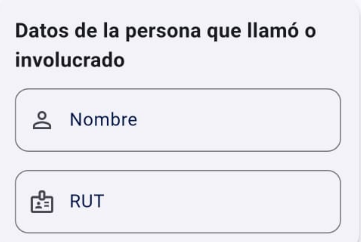 Datos de la persona que llamó o
involucrado
Nombre
RUT